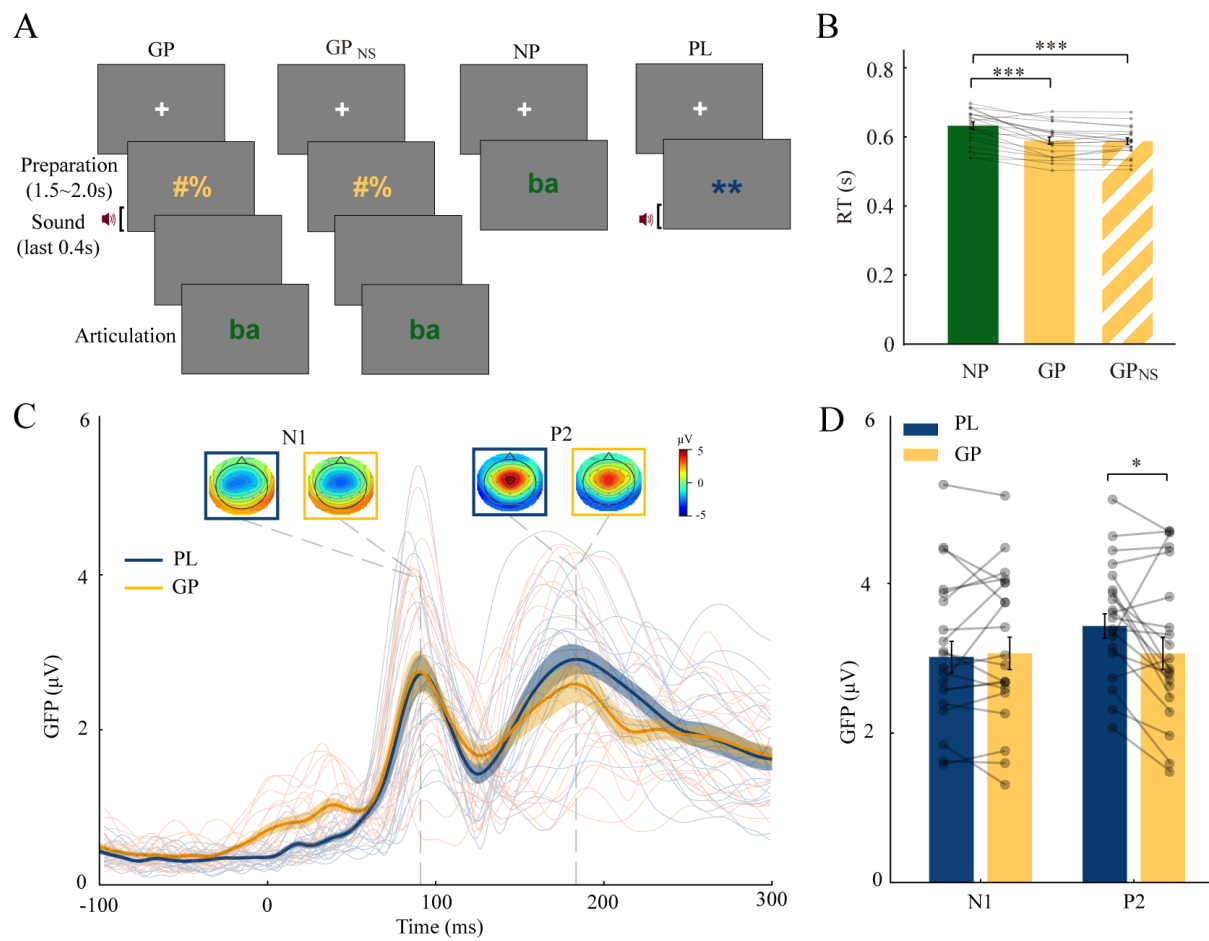 A
GP
GP NS
NP
PL
+
+
+
+
Preparation
(1.5~2.0s)
#%
#%
ba
**
Sound
(last 0.4s)
Articulation
ba
ba
B
***
***
RT (s)
0.8
0.6
0.4
0.2
0
NP
GP
GPNS
C
N1
P2
µV
5
0
-5
PL
GP
GFP (µV)
6
4
2
0
-100
0
100
200
300
Time (ms)
D
PL
GP
*
GFP (µV)
6
4
2
0
N1
P2